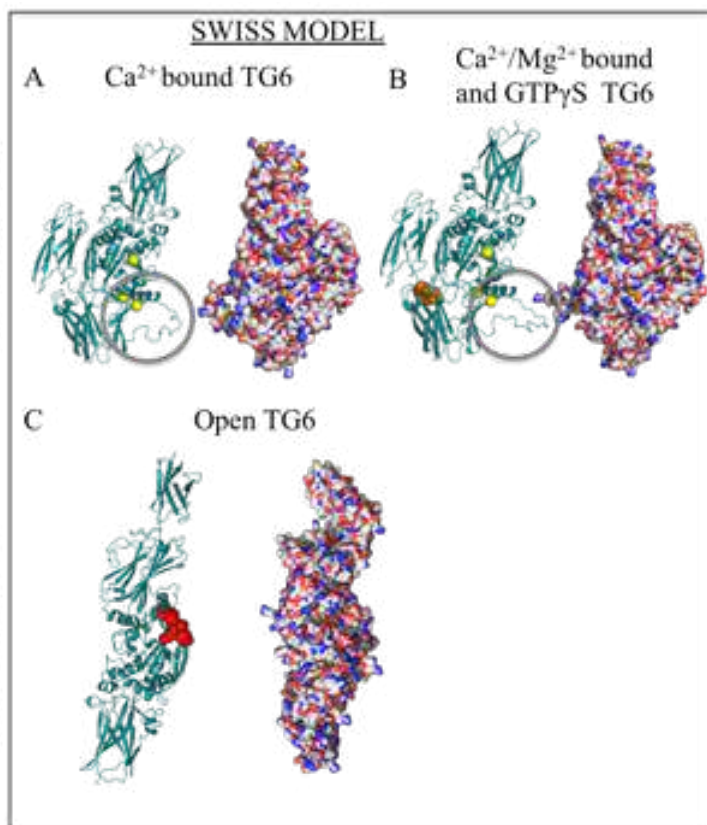 SWISS MODEL
A
Ca²⁺ bound TG6
B
Ca²⁺/Mg²⁺ bound
and GTPγS TG6
C
Open TG6